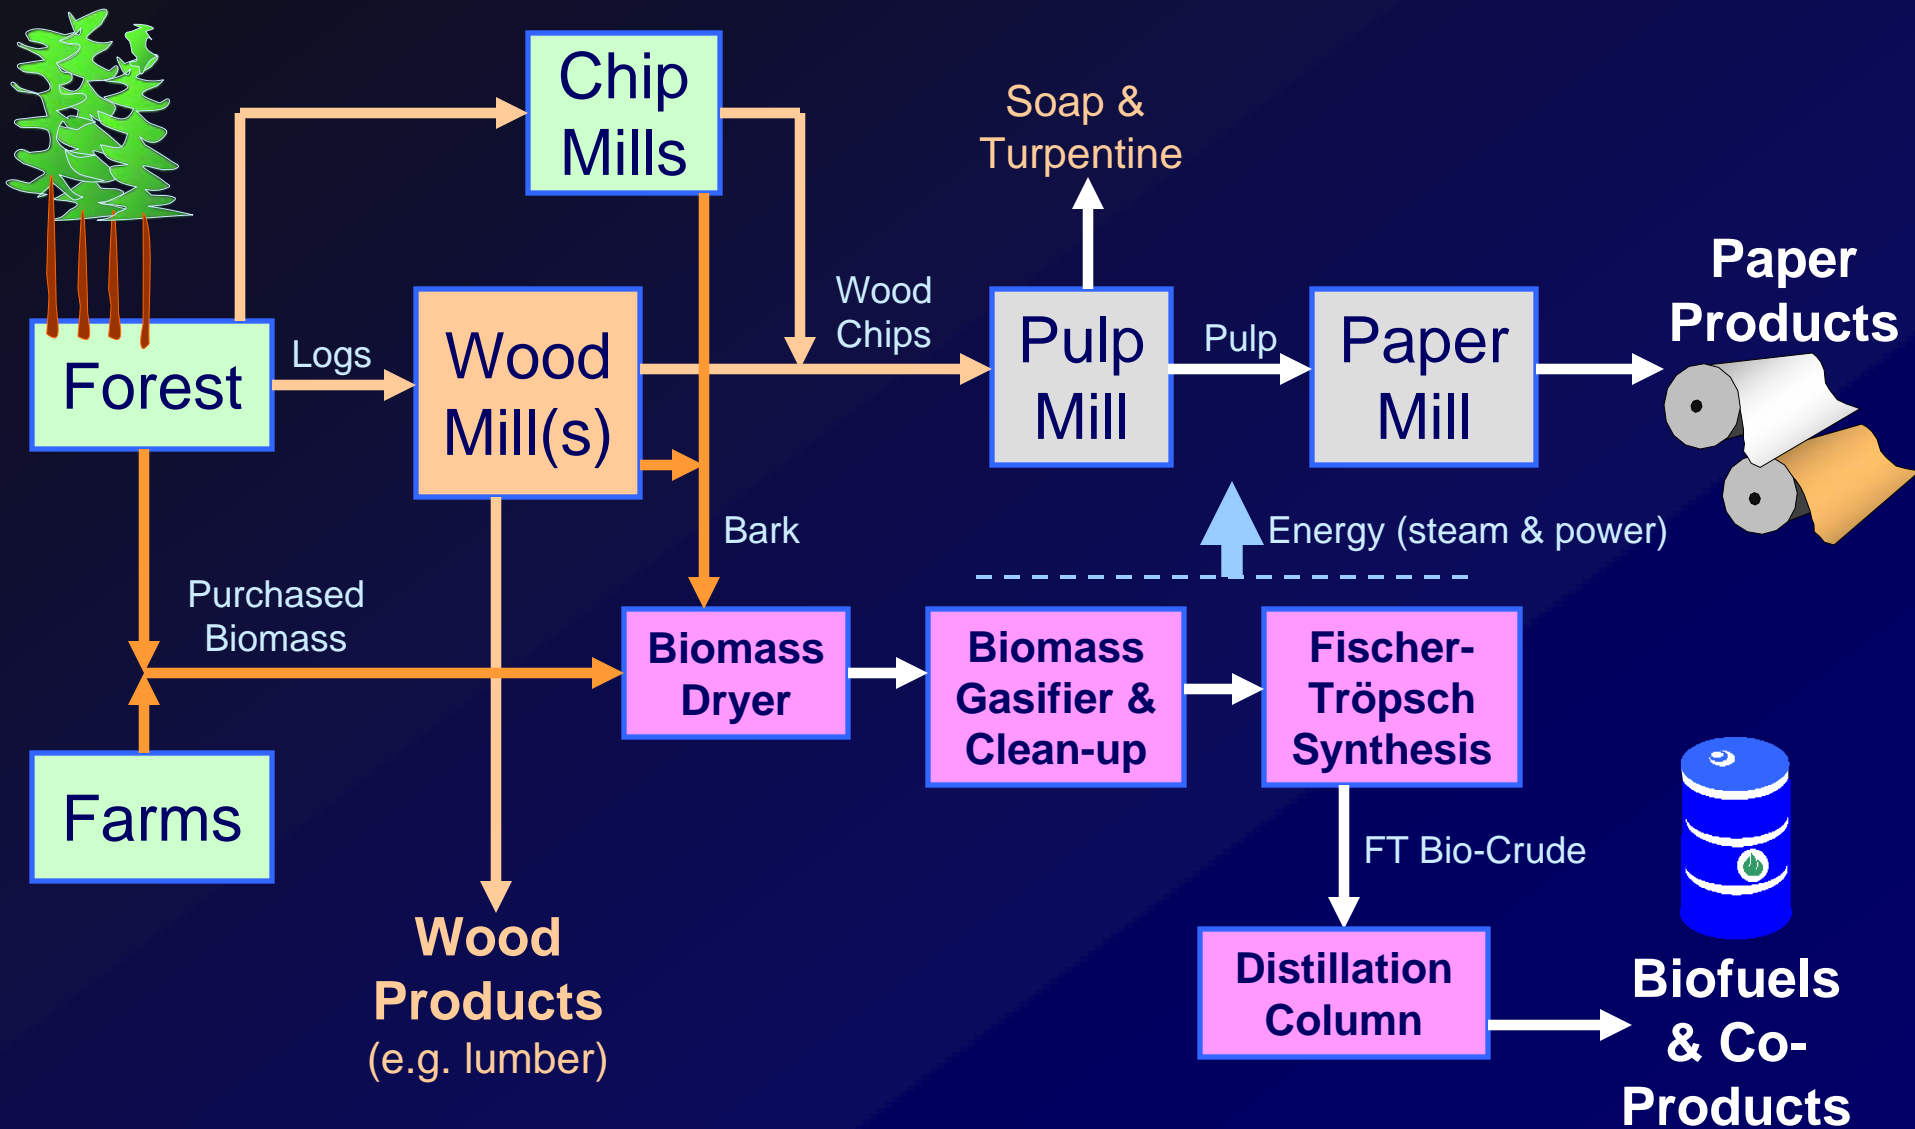 Chip
Mills
Soap &
Turpentine
Paper
Products
Wood
Chips
Forest
Logs
Wood
Mill(s)
Pulp
Mill
Pulp
Paper
Mill
Bark
Energy (steam & power)
Purchased
Biomass
Biomass
Dryer
Biomass
Gasifier &
Clean-up
Fischer-
Tröpsch
Synthesis
Farms
FT Bio-Crude
Wood
Products
(e.g. lumber)
Distillation
Column
Biofuels
& Co-
Products